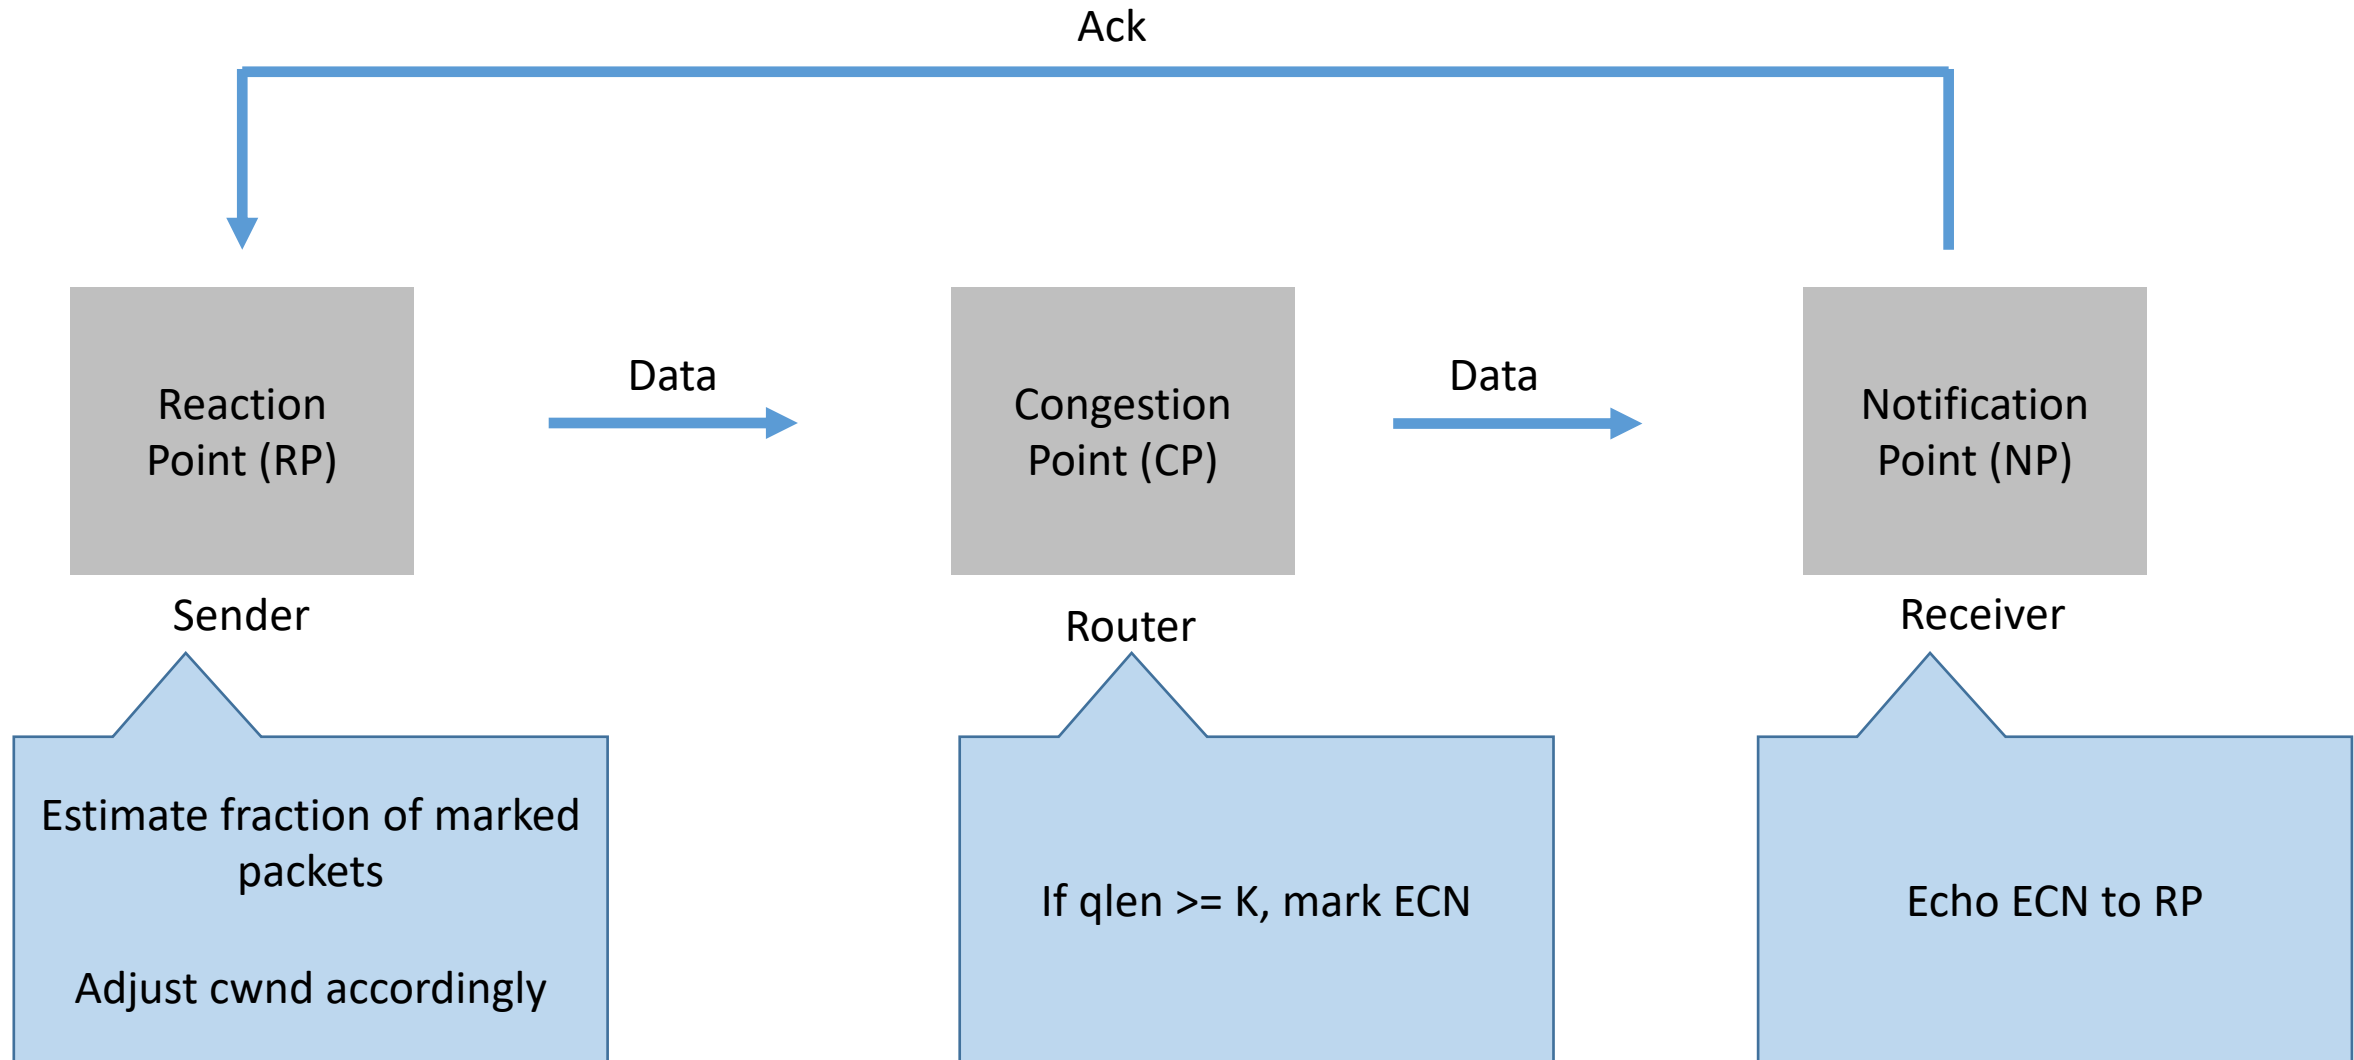 Ack
Reaction
Point (RP)
Data
Congestion
Point (CP)
Data
Notification
Point (NP)
Sender
Router
Receiver
Estimate fraction of marked
packets
Adjust cwnd accordingly
If qlen >= K, mark ECN
Echo ECN to RP